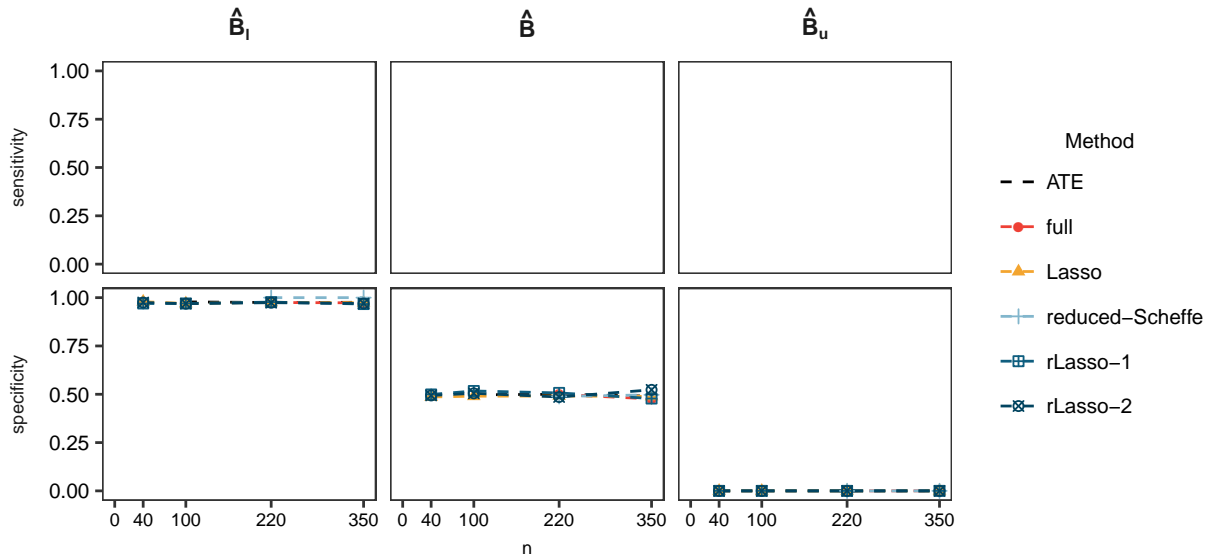 B̂l B̂ B̂u
sensitivity
1.00
0.75
0.50
0.25
0.00
specificity
1.00
0.75
0.50
0.25
0.00
0 40 100 220 350
0 40 100 220 350
0 40 100 220 350
n
Method
ATE
full
Lasso
reduced−Scheffe
rLasso−1
rLasso−2